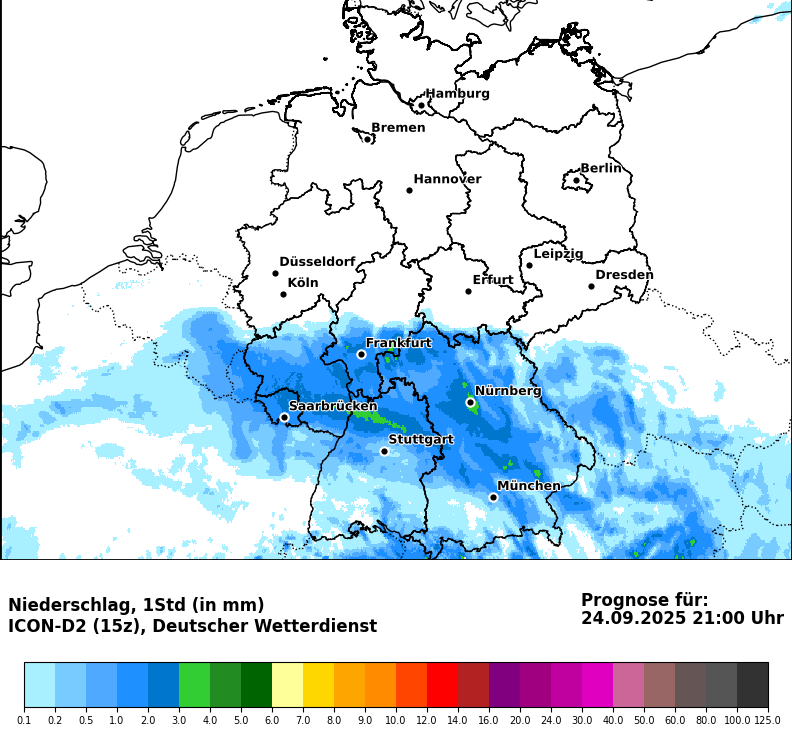 Hamburg
Bremen
Berlin
Hannover
Leipzig
Düsseldorf
Dresden
Köln
Erfurt
Frankfurt
Nürnberg
Saarbrücken
Stuttgart
München
Niederschlag, 1Std (in mm)
ICON-D2 (15z), Deutscher Wetterdienst
Prognose für:
24.09.2025 21:00 Uhr
0.1 0.2 0.5 1.0 2.0 3.0 4.0 5.0 6.0 7.0 8.0 9.0 10.0 12.0 14.0 16.0 20.0 24.0 30.0 40.0 50.0 60.0 80.0 100.0 125.0